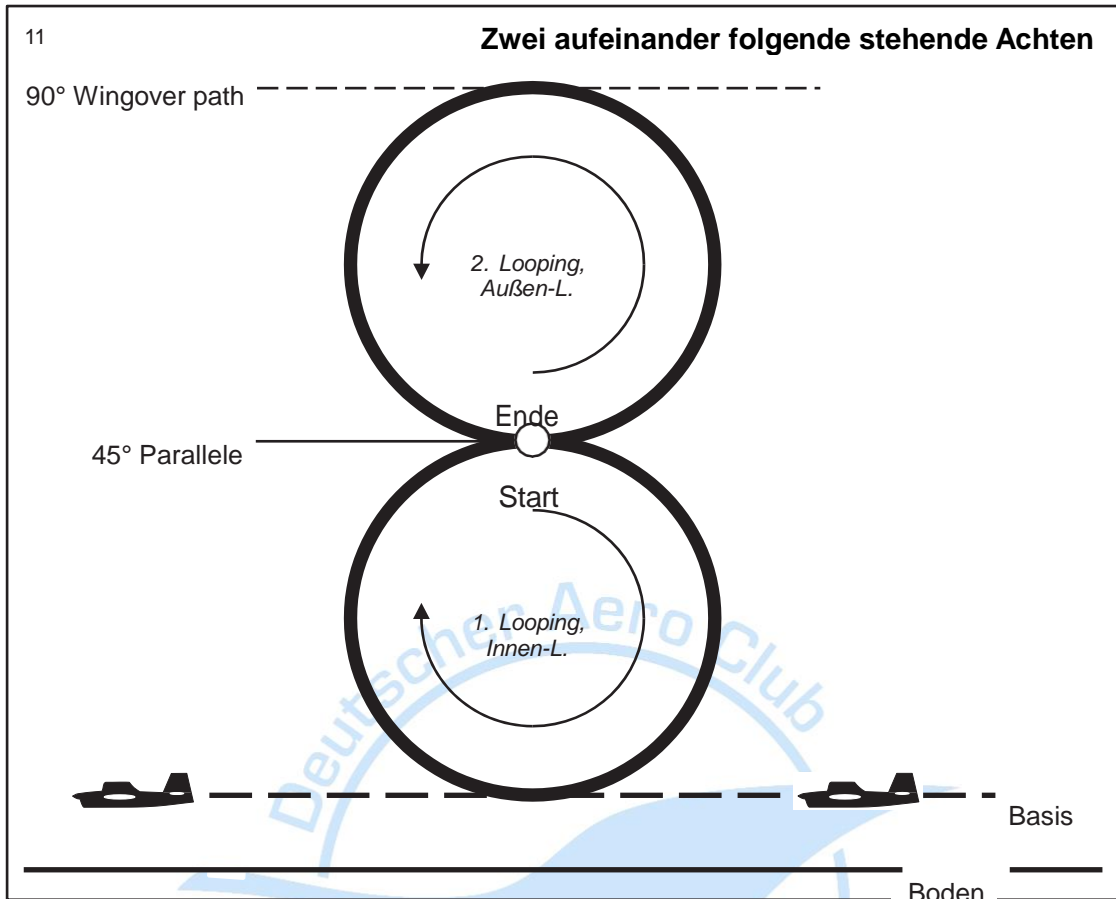 11
Zwei aufeinander folgende stehende Achten
90° Wingover path
2. Looping,
Außen-L.
Ende
45° Parallele
Start
1. Looping,
Innen-L.
Deutscher Aero Club
Basis
Boden